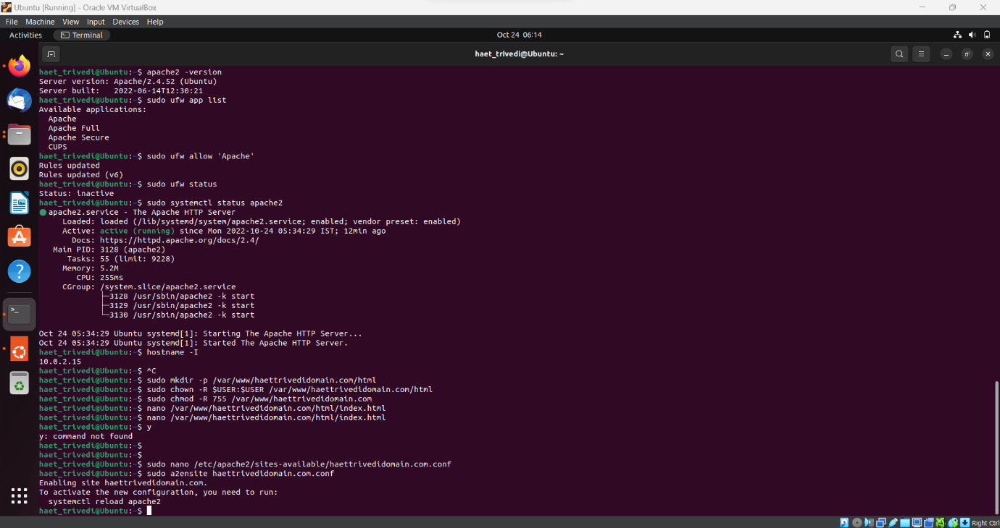 Ubuntu [Running] - Oracle VM VirtualBox
File Machine View Input Devices Help
Activities Terminal Oct 24 06:14
haet_trivedi@Ubuntu: ~
haet_trivedi@Ubuntu:~$ apache2 -version
Server version: Apache/2.4.52 (Ubuntu)
Server built:   2022-06-14T12:30:21
haet_trivedi@Ubuntu:~$ sudo ufw app list
Available applications:
  Apache
  Apache Full
  Apache Secure
  CUPS
haet_trivedi@Ubuntu:~$ sudo ufw allow 'Apache'
Rules updated
Rules updated (v6)
haet_trivedi@Ubuntu:~$ sudo ufw status
Status: inactive
haet_trivedi@Ubuntu:~$ sudo systemctl status apache2
● apache2.service - The Apache HTTP Server
     Loaded: loaded (/lib/systemd/system/apache2.service; enabled; vendor preset: enabled)
     Active: active (running) since Mon 2022-10-24 05:34:29 IST; 12min ago
       Docs: https://httpd.apache.org/docs/2.4/
   Main PID: 3128 (apache2)
      Tasks: 55 (limit: 9228)
     Memory: 5.2M
        CPU: 255ms
     CGroup: /system.slice/apache2.service
             ├─3128 /usr/sbin/apache2 -k start
             ├─3129 /usr/sbin/apache2 -k start
             └─3130 /usr/sbin/apache2 -k start
Oct 24 05:34:29 Ubuntu systemd[1]: Starting The Apache HTTP Server...
Oct 24 05:34:29 Ubuntu systemd[1]: Started The Apache HTTP Server.
haet_trivedi@Ubuntu:~$ hostname -I
10.0.2.15
haet_trivedi@Ubuntu:~$ ^C
haet_trivedi@Ubuntu:~$ sudo mkdir -p /var/www/haettrivedidomain.com/html
haet_trivedi@Ubuntu:~$ sudo chown -R $USER:$USER /var/www/haettrivedidomain.com/html
haet_trivedi@Ubuntu:~$ sudo chmod -R 755 /var/www/haettrivedidomain.com
haet_trivedi@Ubuntu:~$ nano /var/www/haettrivedidomain.com/html/index.html
haet_trivedi@Ubuntu:~$ nano /var/www/haettrivedidomain.com/html/index.html
haet_trivedi@Ubuntu:~$ y
y: command not found
haet_trivedi@Ubuntu:~$
haet_trivedi@Ubuntu:~$
haet_trivedi@Ubuntu:~$ sudo nano /etc/apache2/sites-available/haettrivedidomain.com.conf
haet_trivedi@Ubuntu:~$ sudo a2ensite haettrivedidomain.com.conf
Enabling site haettrivedidomain.com.
To activate the new configuration, you need to run:
  systemctl reload apache2
haet_trivedi@Ubuntu:~$
Right Ctrl